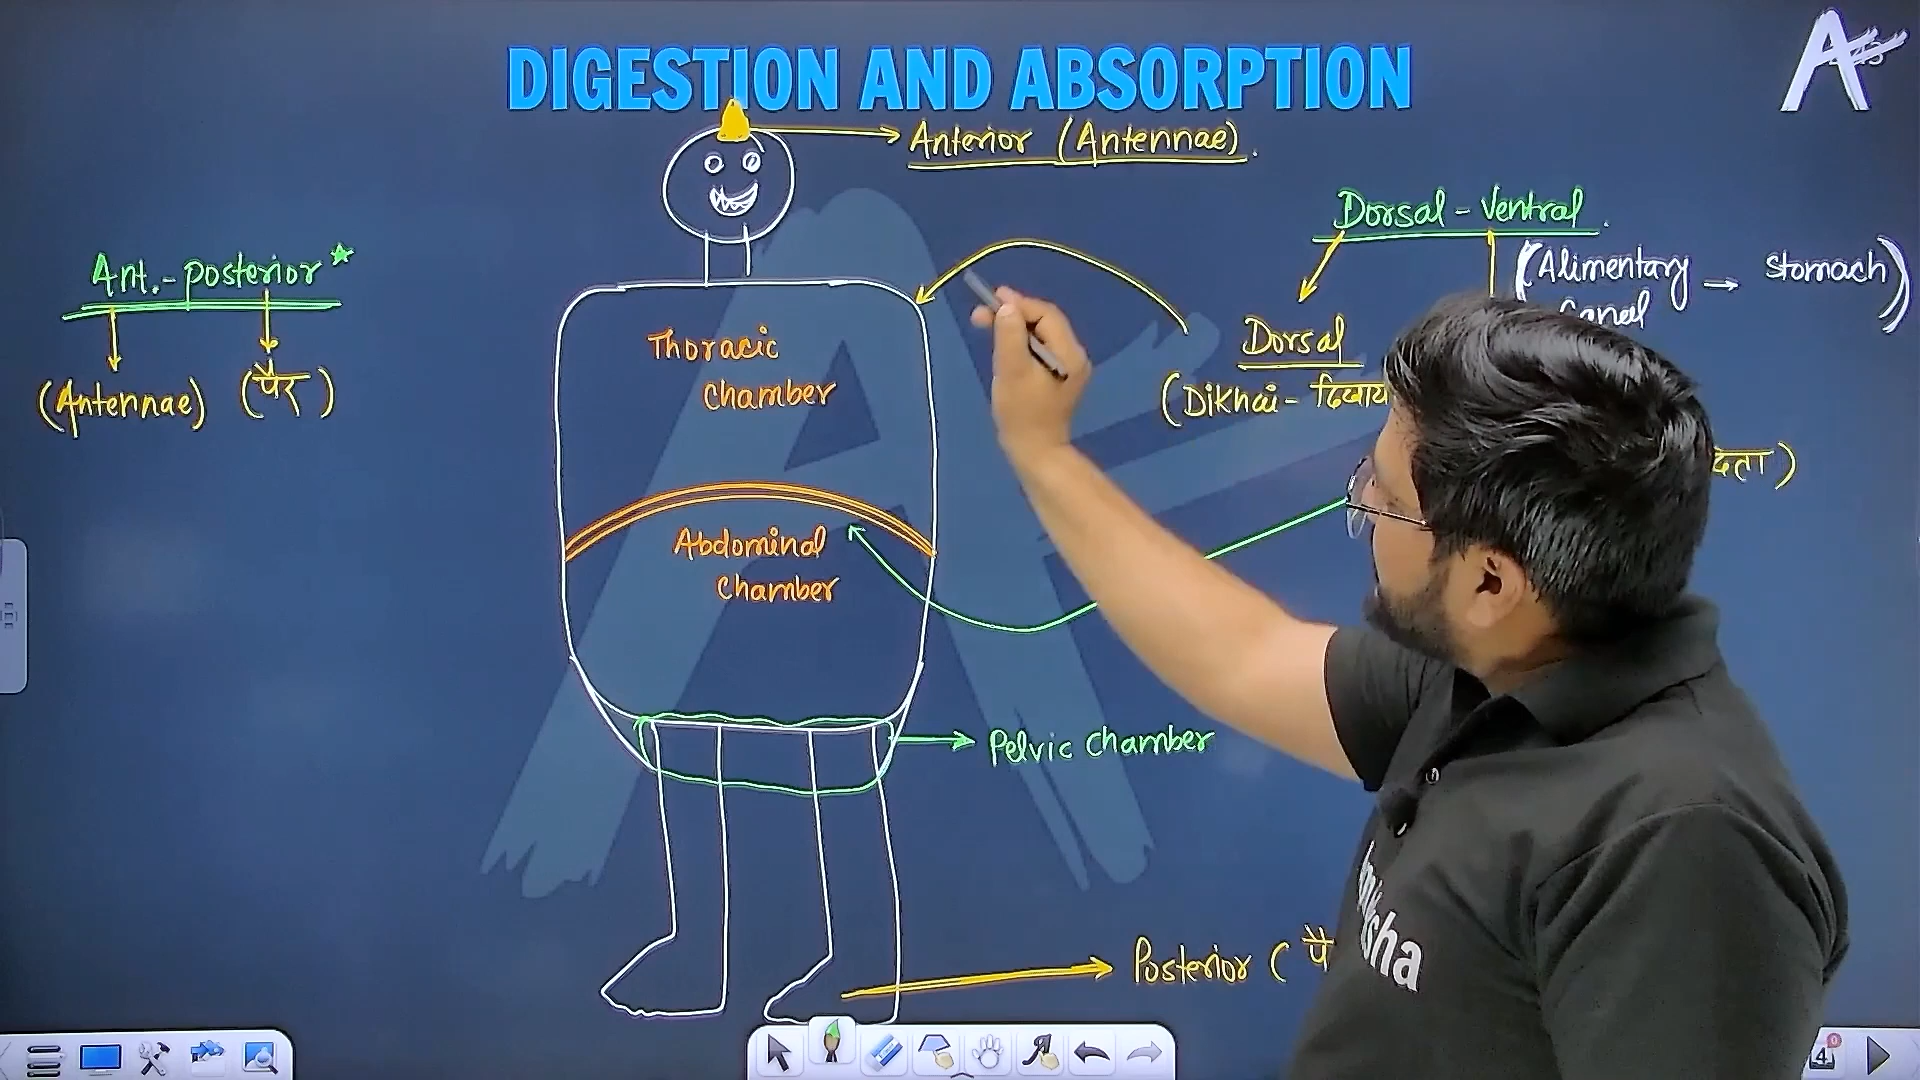 DIGESTION AND ABSORPTION
Anterior (Antennae).
Dorsal - Ventral.
(Alimentary → Stomach)
Canal
Ant.-posterior*
(Antennae) (पैर)
Thoracic
Chamber
Dorsal
(Dikhai -
Abdominal
Chamber
Pelvic Chamber
Posterior (